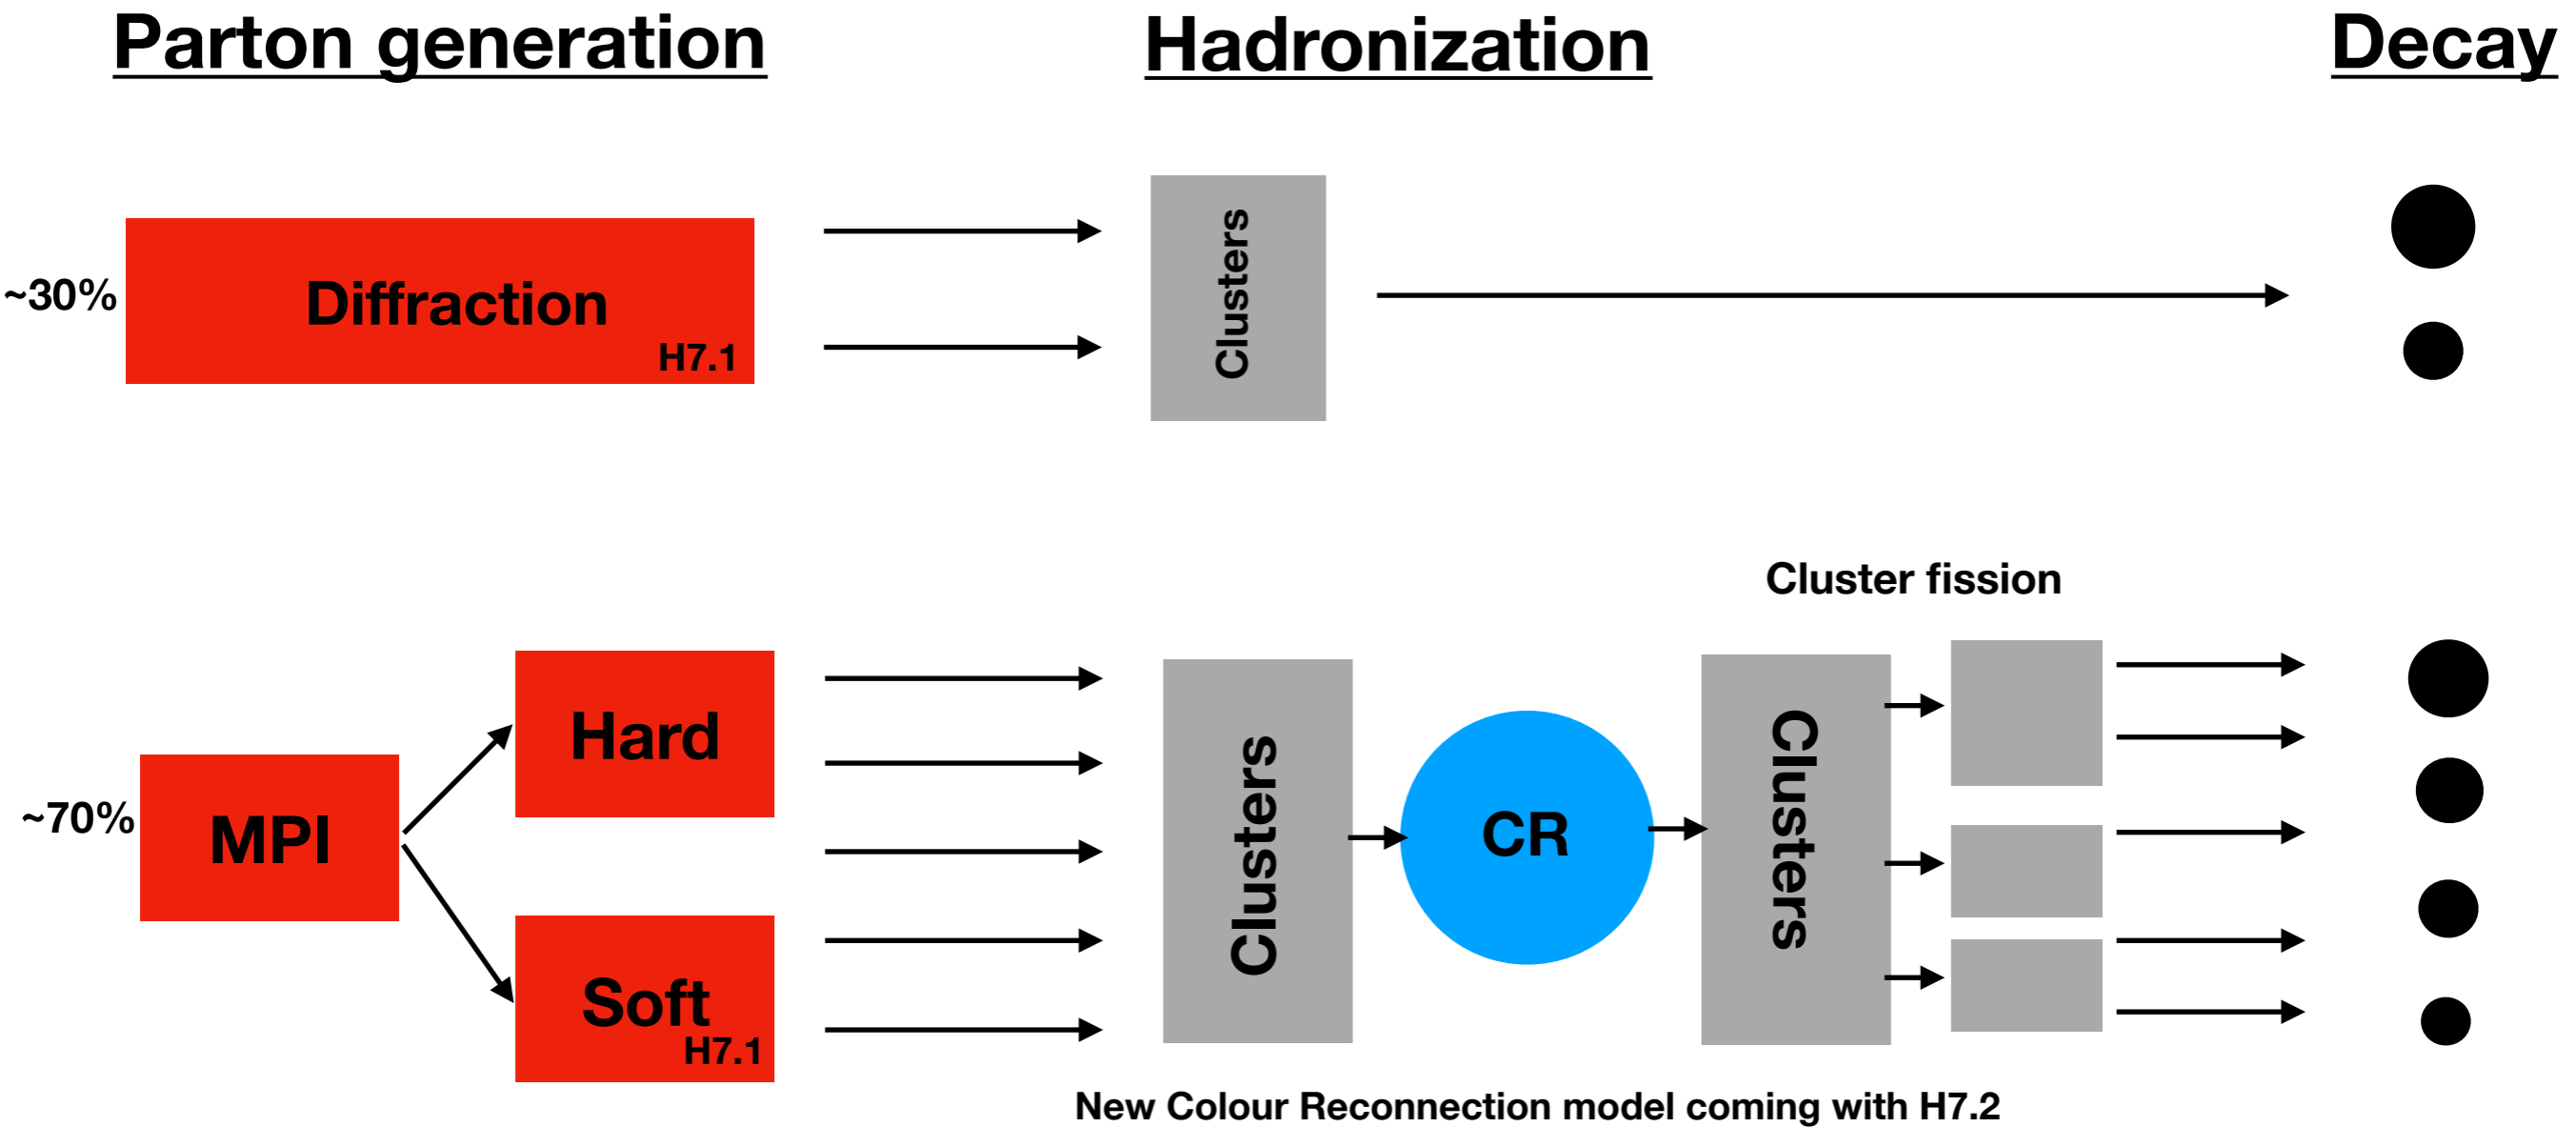 Parton generation
Hadronization
Decay
~30%
Diffraction
H7.1
Clusters
Cluster fission
~70%
MPI
Hard
Soft
H7.1
Clusters
CR
Clusters
New Colour Reconnection model coming with H7.2